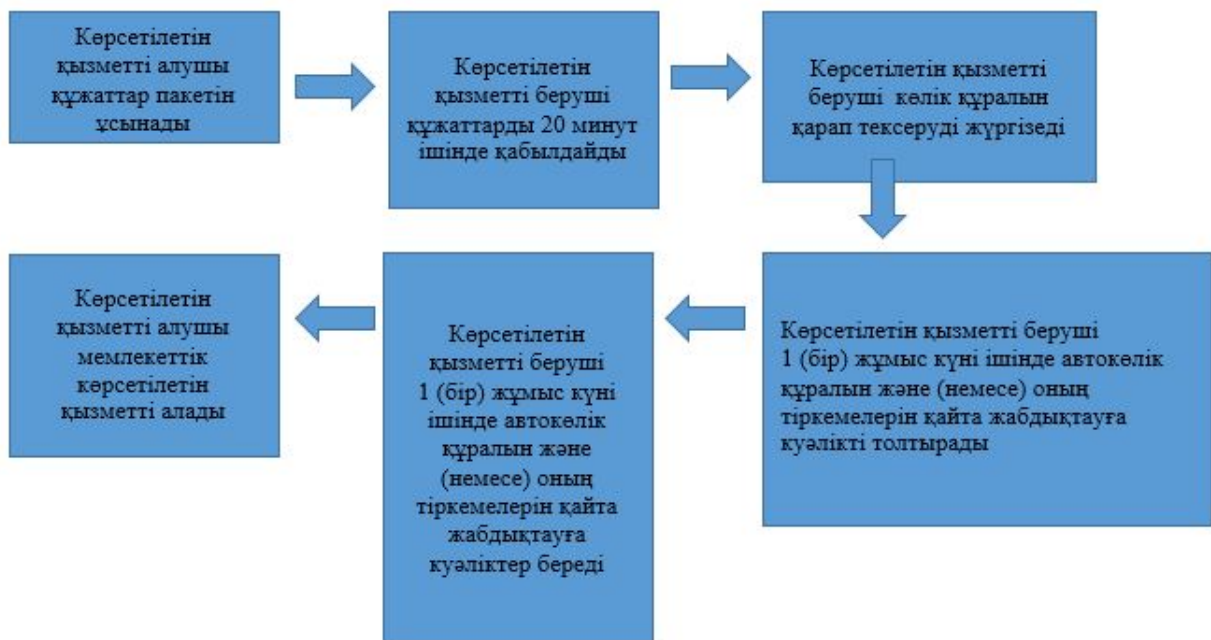 Көрсетілетін
қызметті алушы
құжаттар пакетін
ұсынады
Көрсетілетін
қызметті беруші
құжаттарды 20 минут
ішінде қабылдайды
Көрсетілетін қызметті
беруші көлік құралын
қарап тексеруді жүргізеді
Көрсетілетін қызметті беруші
1 (бір) жұмыс күні ішінде автокөлік
құралын және (немесе) оның
тіркемелерін қайта жабдықтауға
куәлікті толтырады
Көрсетілетін
қызметті беруші
1 (бір) жұмыс күні
ішінде автокөлік
құралын және
(немесе) оның
тіркемелерін қайта
жабдықтауға
куәліктер береді
Көрсетілетін
қызметті алушы
мемлекеттік
көрсетілетін
қызметті алады